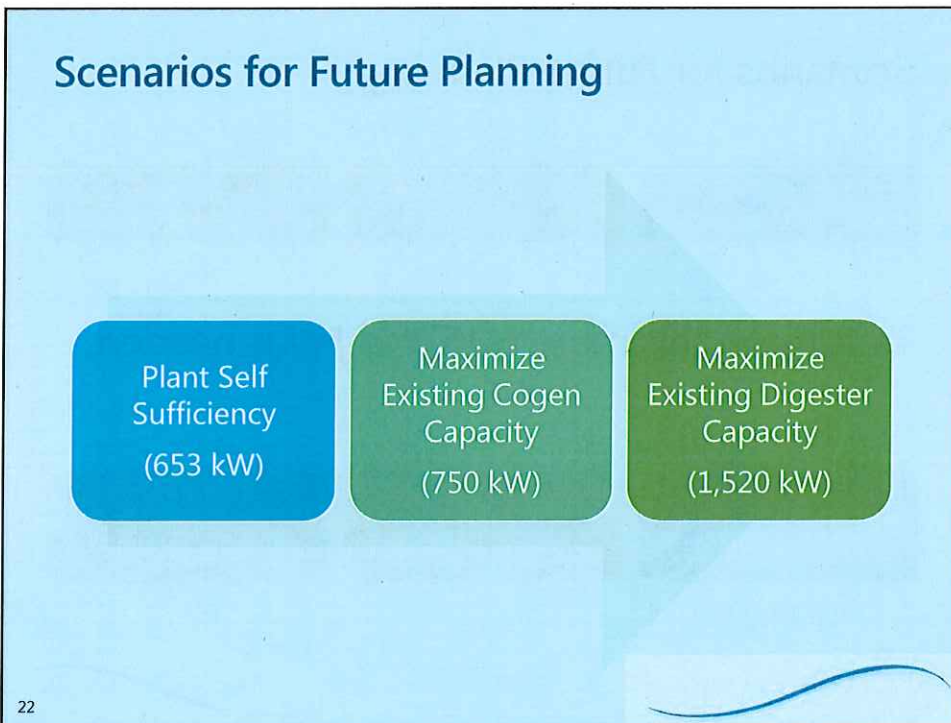 Scenarios for Future Planning
Plant Self
Sufficiency
(653 kW)
Maximize
Existing Cogen
Capacity
(750 kW)
Maximize
Existing Digester
Capacity
(1,520 kW)
22